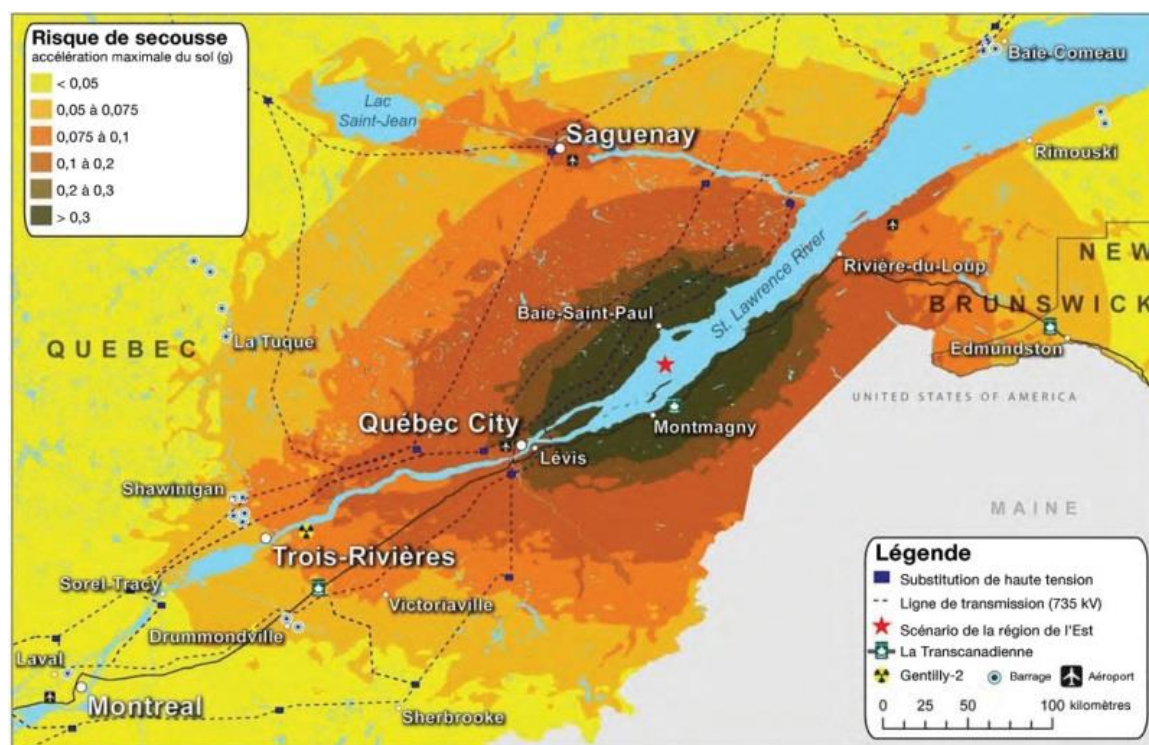 Risque de secousse
accélération maximale du sol (g)
< 0,05
0,05 à 0,075
0,075 à 0,1
0,1 à 0,2
0,2 à 0,3
> 0,3
Baie-Comeau
Lac
Saint-Jean
Saguenay
Rimouski
St. Lawrence River
Rivière-du-Loup
NEW
BRUNSWICK
Baie-Saint-Paul
QUEBEC
La Tuque
Edmundston
UNITED STATES OF AMERICA
Québec City
Montmagny
Lévis
Shawinigan
MAINE
Trois-Rivières
Sorel-Tracy
Victoriaville
Drummondville
Laval
Montreal
Sherbrooke
Légende
Substitution de haute tension
Ligne de transmission (735 kV)
Scénario de la région de l'Est
La Transcanadienne
Gentilly-2 Barrage Aéroport
0 25 50 100 kilomètres